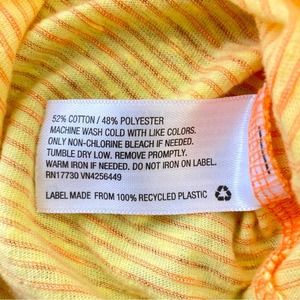 52% COTTON / 48% POLYESTER
MACHINE WASH COLD WITH LIKE COLORS.
ONLY NON-CHLORINE BLEACH IF NEEDED.
TUMBLE DRY LOW. REMOVE PROMPTLY.
WARM IRON IF NEEDED. DO NOT IRON ON LABEL.
RN17730 VN4256449
LABEL MADE FROM 100% RECYCLED PLASTIC